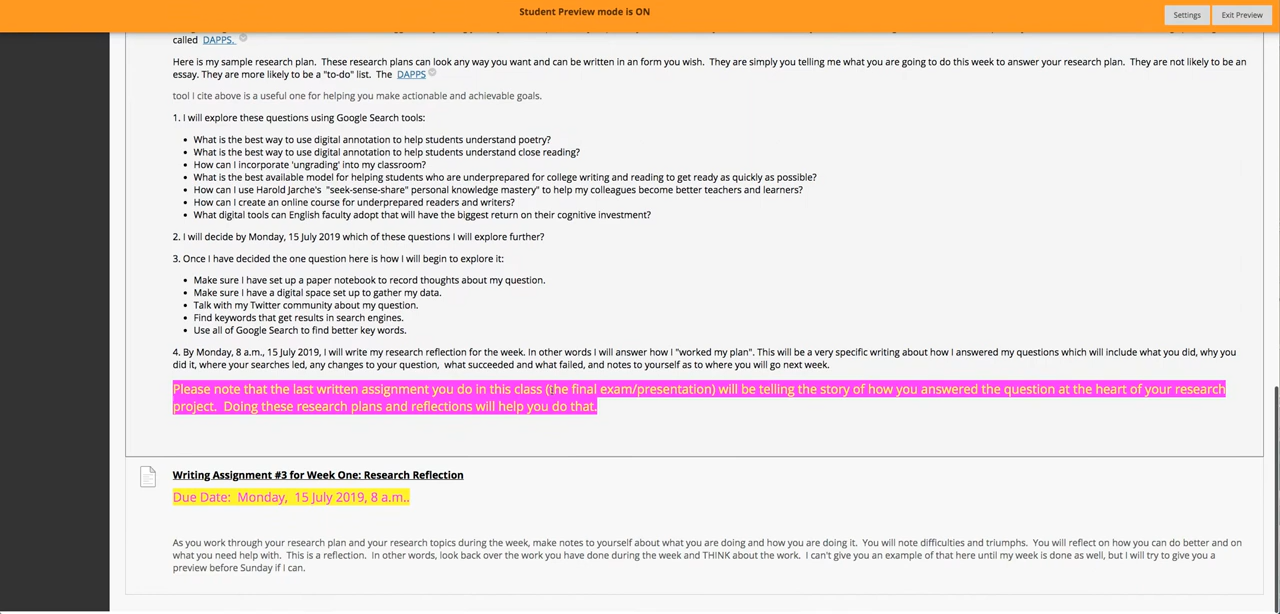 Student Preview mode is ON
Settings
Exit Preview
called DAPPS.
Here is my sample research plan. These research plans can look any way you want and can be written in an form you wish. They are simply you telling me what you are going to do this week to answer your research plan. They are not likely to be an
essay. They are more likely to be a "to-do" list. The DAPPS
tool I cite above is a useful one for helping you make actionable and achievable goals.
1. I will explore these questions using Google Search tools:
• What is the best way to use digital annotation to help students understand poetry?
• What is the best way to use digital annotation to help students understand close reading?
• How can I incorporate 'ungrading' into my classroom?
• What is the best available model for helping students who are underprepared for college writing and reading to get ready as quickly as possible?
• How can I use Harold Jarche's "seek-sense-share" personal knowledge mastery" to help my colleagues become better teachers and learners?
• How can I create an online course for underprepared readers and writers?
• What digital tools can English faculty adopt that will have the biggest return on their cognitive investment?
2. I will decide by Monday, 15 July 2019 which of these questions I will explore further?
3. Once I have decided the one question here is how I will begin to explore it:
• Make sure I have set up a paper notebook to record thoughts about my question.
• Make sure I have a digital space set up to gather my data.
• Talk with my Twitter community about my question.
• Find keywords that get results in search engines.
• Use all of Google Search to find better key words.
4. By Monday, 8 a.m., 15 July 2019, I will write my research reflection for the week. In other words I will answer how I "worked my plan". This will be a very specific writing about how I answered my questions which will include what you did, why you
did it, where your searches led, any changes to your question, what succeeded and what failed, and notes to yourself as to where you will go next week.
Please note that the last written assignment you do in this class (the final exam/presentation) will be telling the story of how you answered the question at the heart of your research
project. Doing these research plans and reflections will help you do that.
Writing Assignment #3 for Week One: Research Reflection
Due Date: Monday, 15 July 2019, 8 a.m..
As you work through your research plan and your research topics during the week, make notes to yourself about what you are doing and how you are doing it. You will note difficulties and triumphs. You will reflect on how you can do better and on
what you need help with. This is a reflection. In other words, look back over the work you have done during the week and THINK about the work. I can't give you an example of that here until my week is done as well, but I will try to give you a
preview before Sunday if I can.